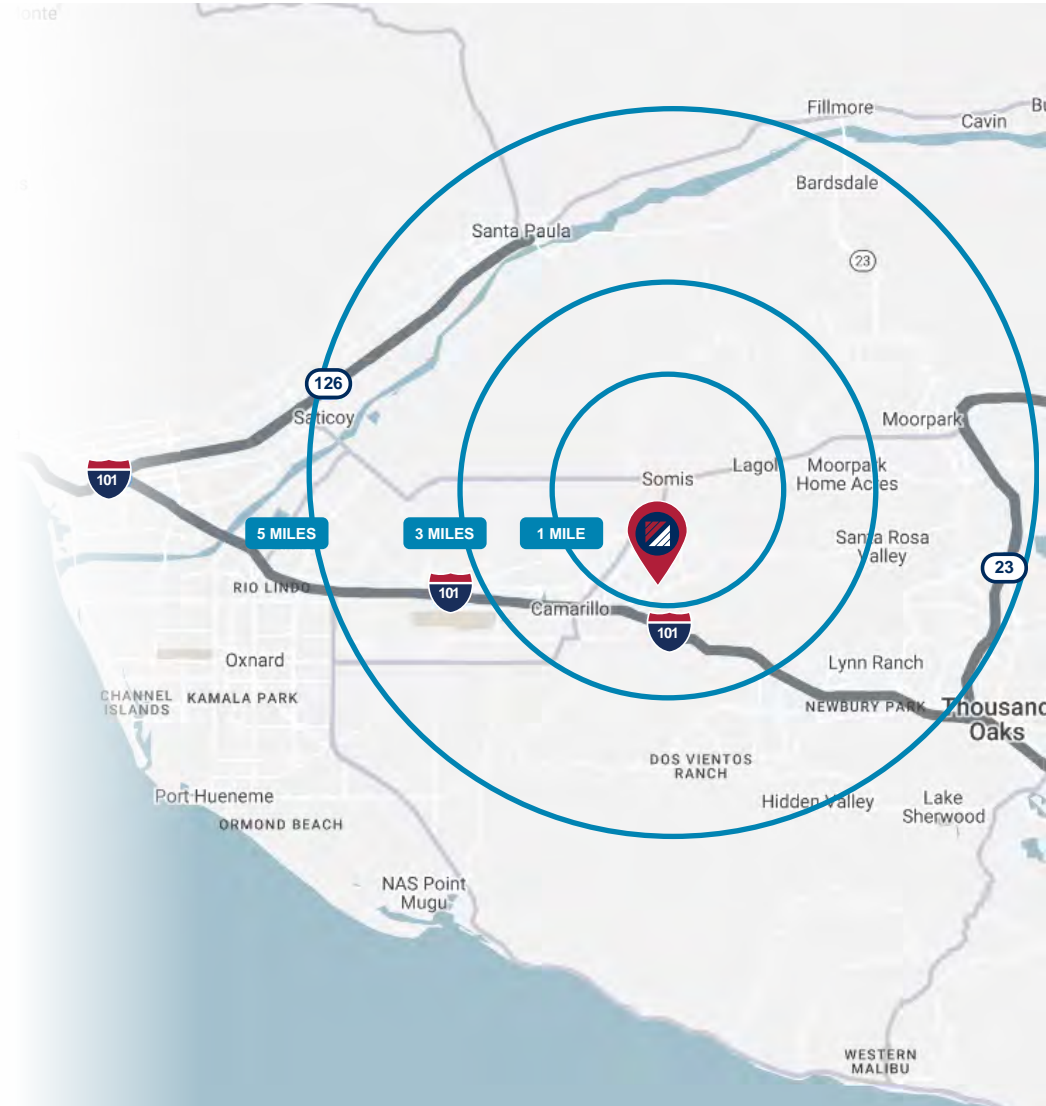 onte
Fillmore
Bu
Cavin
Bardsdale
Santa Paula
23
126
Saticoy
Moorpark
101
Somis
Lagol
Moorpark
Home Acres
5 MILES
3 MILES
1 MILE
Santa Rosa
Valley
23
RIO LINDO
101
Camarillo
101
Oxnard
Lynn Ranch
CHANNEL
ISLANDS
KAMALA PARK
NEWBURY PARK
Thousand
Oaks
DOS VIENTOS
RANCH
Port Hueneme
Hidden Valley
Lake
Sherwood
ORMOND BEACH
NAS Point
Mugu
WESTERN
MALIBU